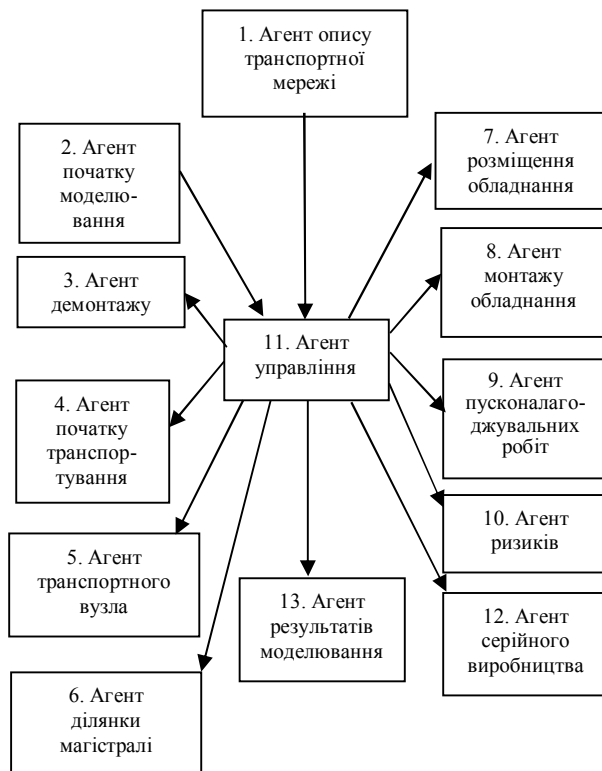 1. Агент опису
транспортної
мережі
2. Агент
початку
моделю-
вання
3. Агент
демонтажу
4. Агент
початку
транспор-
тування
5. Агент
транспортного
вузла
6. Агент
ділянки
магістралі
7. Агент
розміщення
обладнання
8. Агент
монтажу
обладнання
9. Агент
пусконалаго-
джувальних
робіт
10. Агент
ризиків
11. Агент
управління
12. Агент
серійного
виробництва
13. Агент
результатів
моделювання